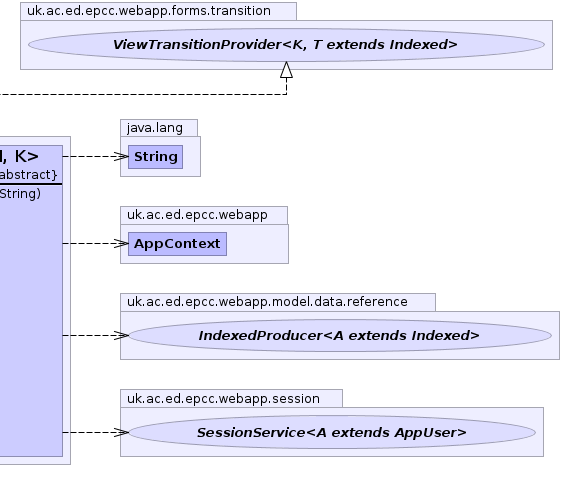 uk.ac.ed.epcc.webapp.forms.transition
ViewTransitionProvider<K, T extends Indexed>
java.lang
String
, K>
abstract}
String)
uk.ac.ed.epcc.webapp
AppContext
uk.ac.ed.epcc.webapp.model.data.reference
IndexedProducer<A extends Indexed>
uk.ac.ed.epcc.webapp.session
SessionService<A extends AppUser>